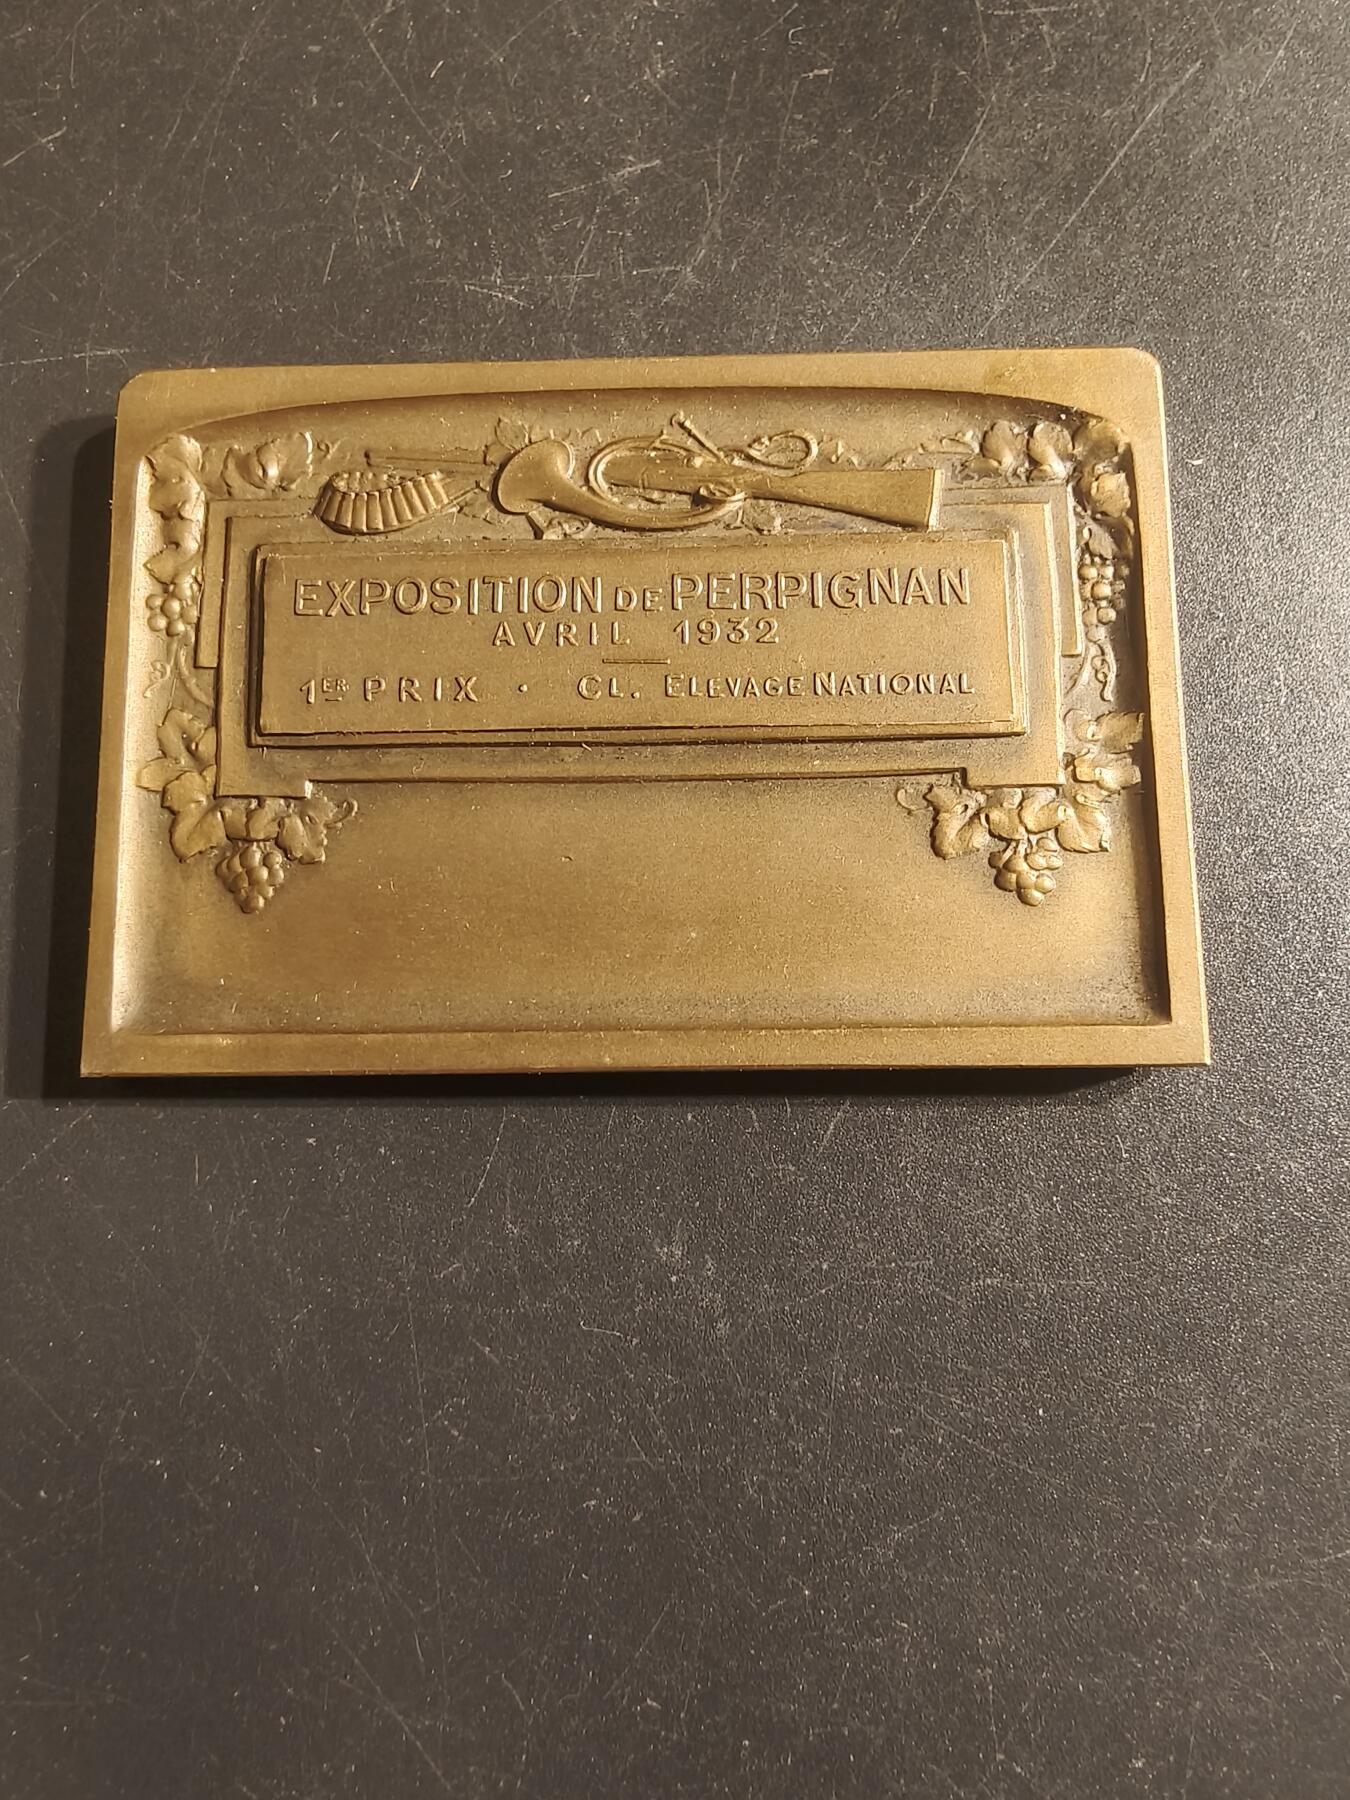 EXPOSITION DE PERPIGNAN
AVRIL 1932
1ER PRIX · CL. ELEVAGE NATIONAL